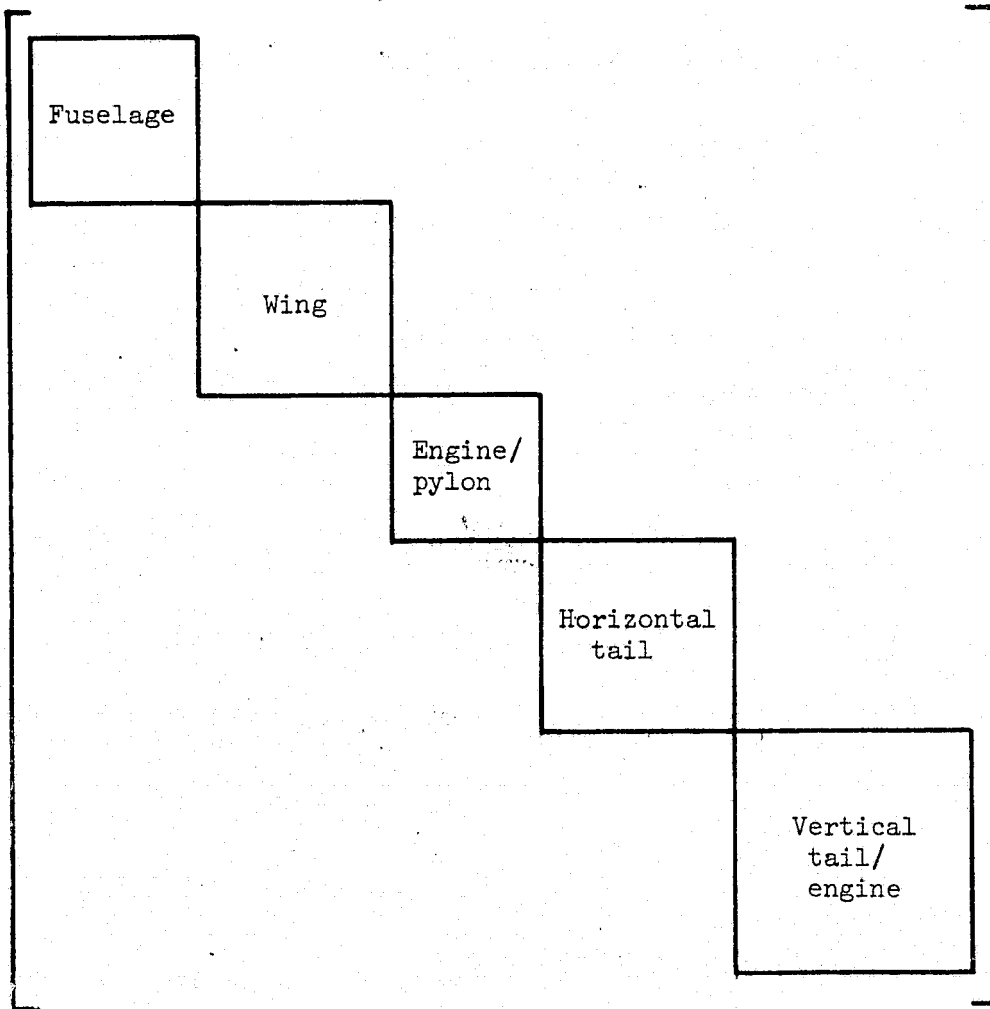 Fuselage
Wing
Engine/
pylon
Horizontal
tail
Vertical
tail/
engine